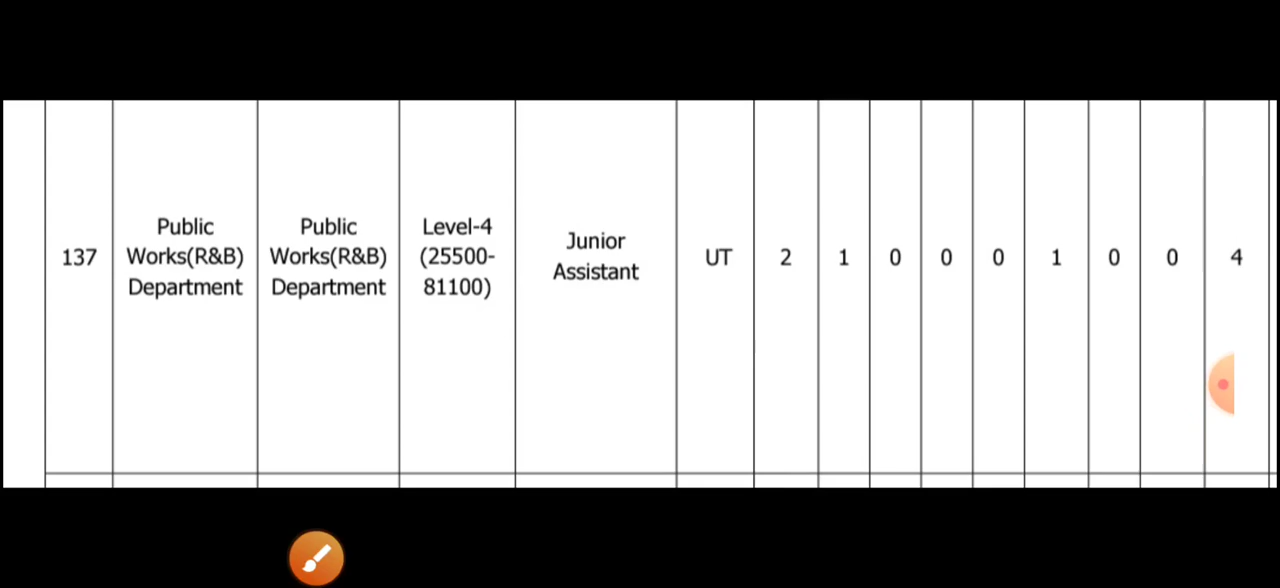 137
Public
Works(R&B)
Department
Public
Works(R&B)
Department
Level-4
(25500-
81100)
Junior
Assistant
UT
2
1
0
0
0
1
0
0
4